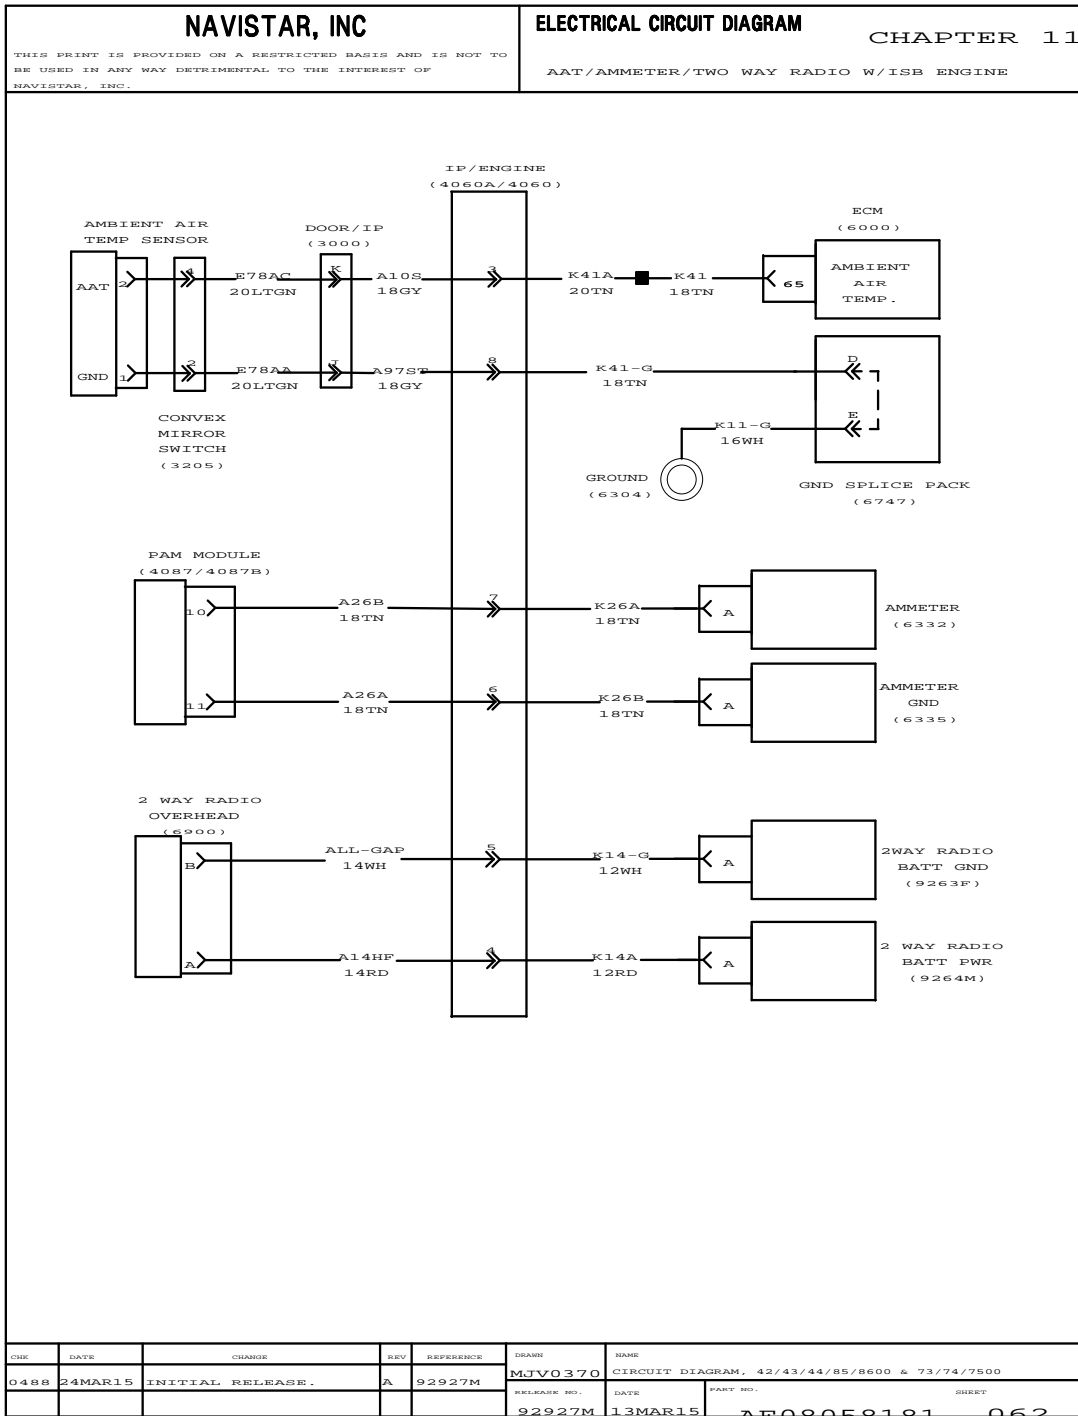 NAVISTAR, INC
THIS PRINT IS PROVIDED ON A RESTRICTED BASIS AND IS NOT TO
BE USED IN ANY WAY DETRIMENTAL TO THE INTEREST OF
NAVISTAR, INC.
ELECTRICAL CIRCUIT DIAGRAM
CHAPTER 11
AAT/AMMETER/TWO WAY RADIO W/ISB ENGINE
IP/ENGINE
(4060A/4060)
AMBIENT AIR
TEMP SENSOR
DOOR/IP
(3000)
ECM
(6000)
AAT
2
4
E78AC
20LTGN
K
A10S
18GY
3
K41A
20TN
K41
18TN
65
AMBIENT
AIR
TEMP.
GND
1
2
E78AA
20LTGN
J
A97ST
18GY
8
K41-G
18TN
D
E
CONVEX
MIRROR
SWITCH
(3205)
K11-G
16WH
GROUND
(6304)
GND SPLICE PACK
(6747)
PAM MODULE
(4087/4087B)
10
A26B
18TN
7
K26A
18TN
A
AMMETER
(6332)
11
A26A
18TN
6
K26B
18TN
A
AMMETER
GND
(6335)
2 WAY RADIO
OVERHEAD
(6900)
B
ALL-GAP
14WH
5
K14-G
12WH
A
2WAY RADIO
BATT GND
(9263F)
A
A14HF
14RD
4
K14A
12RD
A
2 WAY RADIO
BATT PWR
(9264M)
CHK DATE CHANGE REV REFERENCE
0488 24MAR15 INITIAL RELEASE. A 92927M
DRAWN
MJV0370
NAME
CIRCUIT DIAGRAM, 42/43/44/85/8600 & 73/74/7500
RELEASE NO.
92927M
DATE
13MAR15
PART NO.
SHEET
AE08058181 062